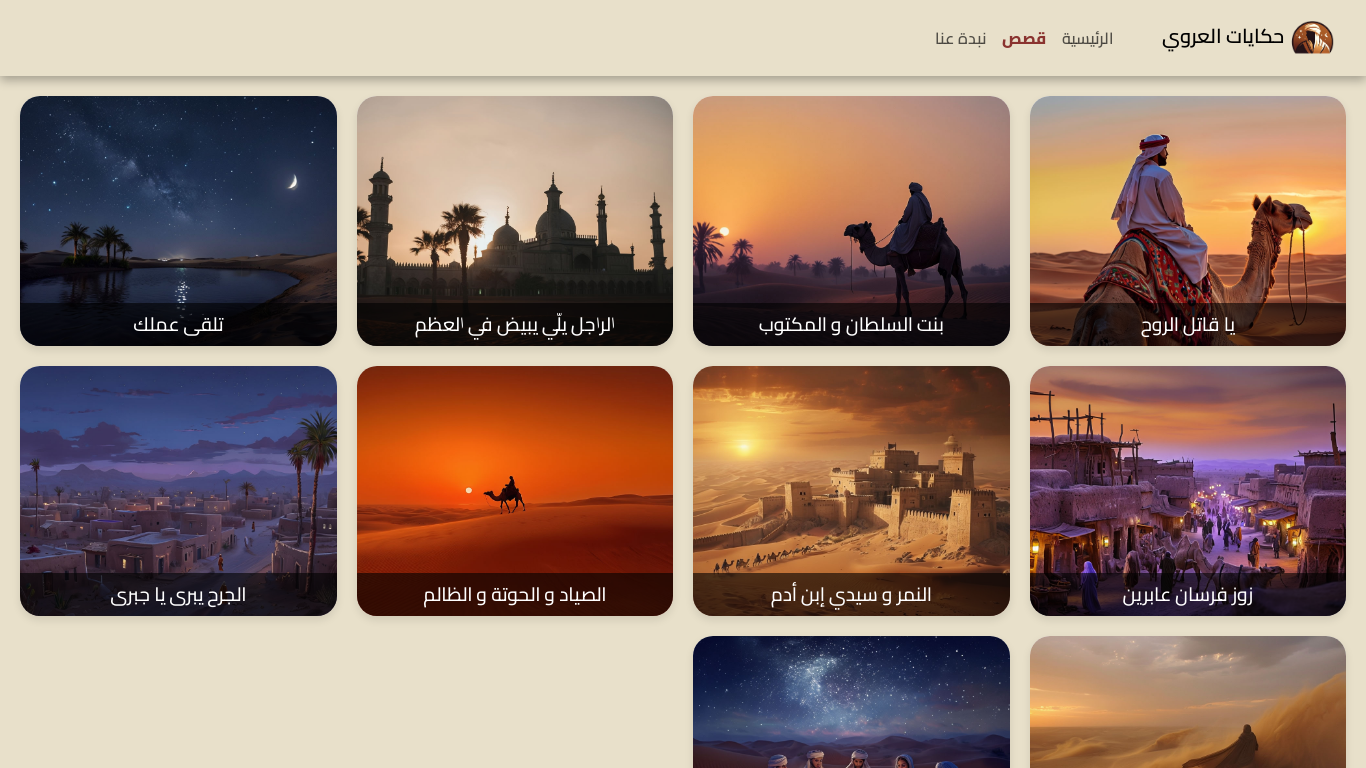 حكايات العروي
الرئيسية
قصص
نبدة عنا
يا قاتل الروح
بنت السلطان و المكتوب
الراجل يلّي يبيض في العظم
تلقى عملك
زوز فرسان عابرين
النمر و سيدي إبن أدم
الصياد و الحوتة و الظالم
الجرح يبرى يا جبرى